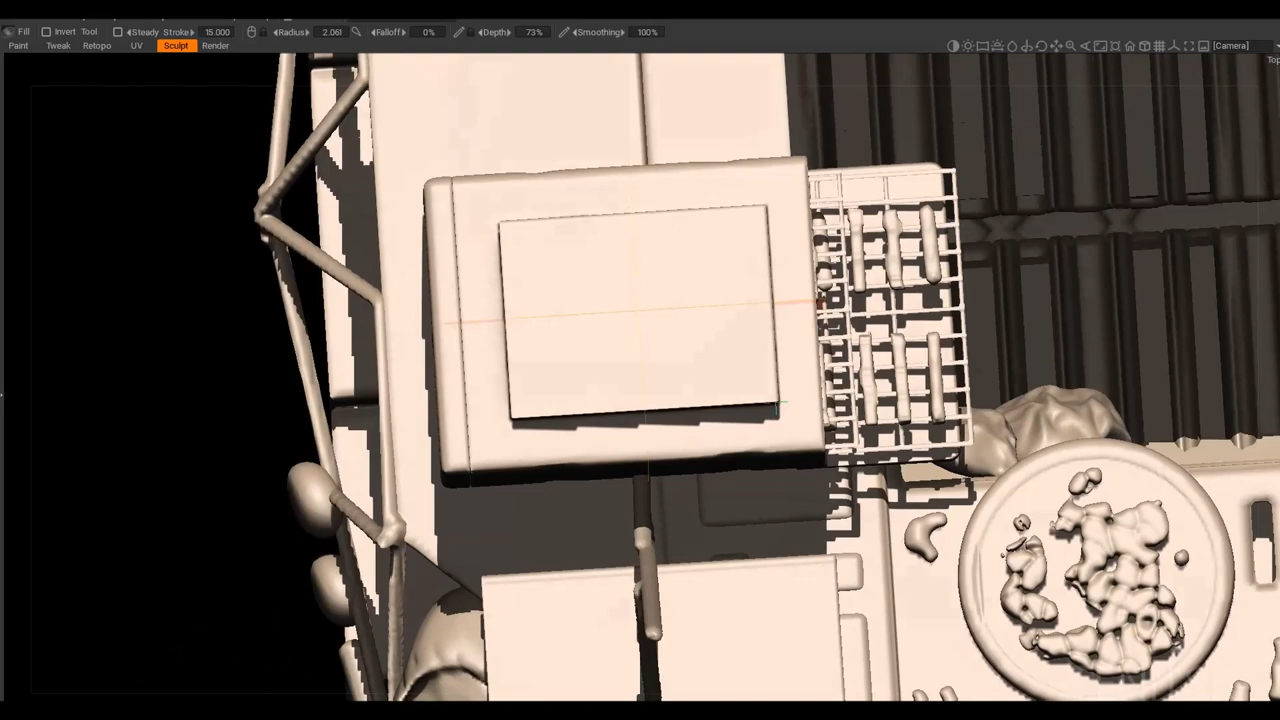 Fill Invert Tool Steady Stroke 15.000 Radius 2.061 Falloff 0% Depth 73% Smoothing 100%
Paint Tweak Retopo UV Sculpt Render [Camera]
Top